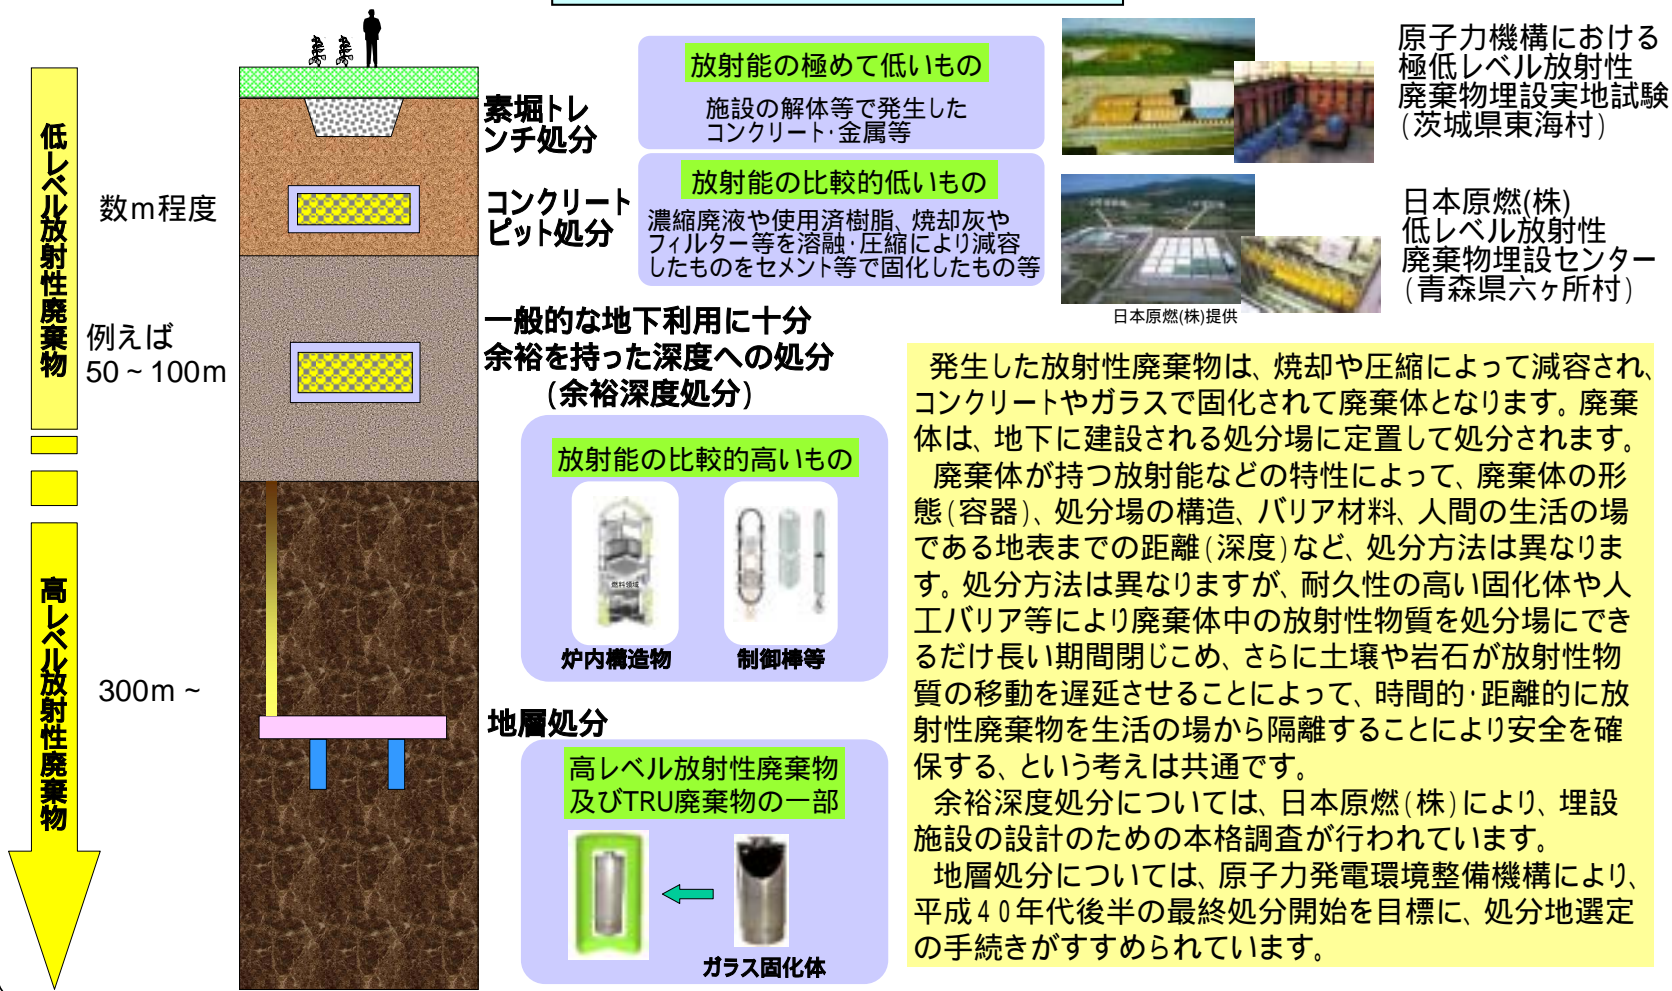 低レベル放射性廃棄物
高レベル放射性廃棄物
数m程度
例えば
50 ~ 100m
300m ~
素堀トレ
ンチ処分
放射能の極めて低いもの
施設の解体等で発生した
コンクリート・金属等
原子力機構における
極低レベル放射性
廃棄物埋設実地試験
(茨城県東海村)
コンクリート
ピット処分
放射能の比較的低いもの
濃縮廃液や使用済樹脂、焼却灰や
フィルター等を溶融・圧縮により減容
したものをセメント等で固化したもの等
日本原燃(株)
低レベル放射性
廃棄物埋設センター
(青森県六ヶ所村)
日本原燃(株)提供
一般的な地下利用に十分
余裕を持った深度への処分
(余裕深度処分)
放射能の比較的高いもの
燃料領域
炉内構造物
制御棒等
地層処分
高レベル放射性廃棄物
及びTRU廃棄物の一部
ガラス固化体
発生した放射性廃棄物は、焼却や圧縮によって減容され、
コンクリートやガラスで固化されて廃棄体となります。廃棄
体は、地下に建設される処分場に定置して処分されます。
廃棄体が持つ放射能などの特性によって、廃棄体の形
態(容器)、処分場の構造、バリア材料、人間の生活の場
である地表までの距離(深度)など、処分方法は異なりま
す。処分方法は異なりますが、耐久性の高い固化体や人
工バリア等により廃棄体中の放射性物質を処分場にでき
るだけ長い期間閉じこめ、さらに土壌や岩石が放射性物
質の移動を遅延させることによって、時間的・距離的に放
射性廃棄物を生活の場から隔離することにより安全を確
保する、という考えは共通です。
余裕深度処分については、日本原燃(株)により、埋設
施設の設計のための本格調査が行われています。
地層処分については、原子力発電環境整備機構により、
平成40年代後半の最終処分開始を目標に、処分地選定
の手続きがすすめられています。